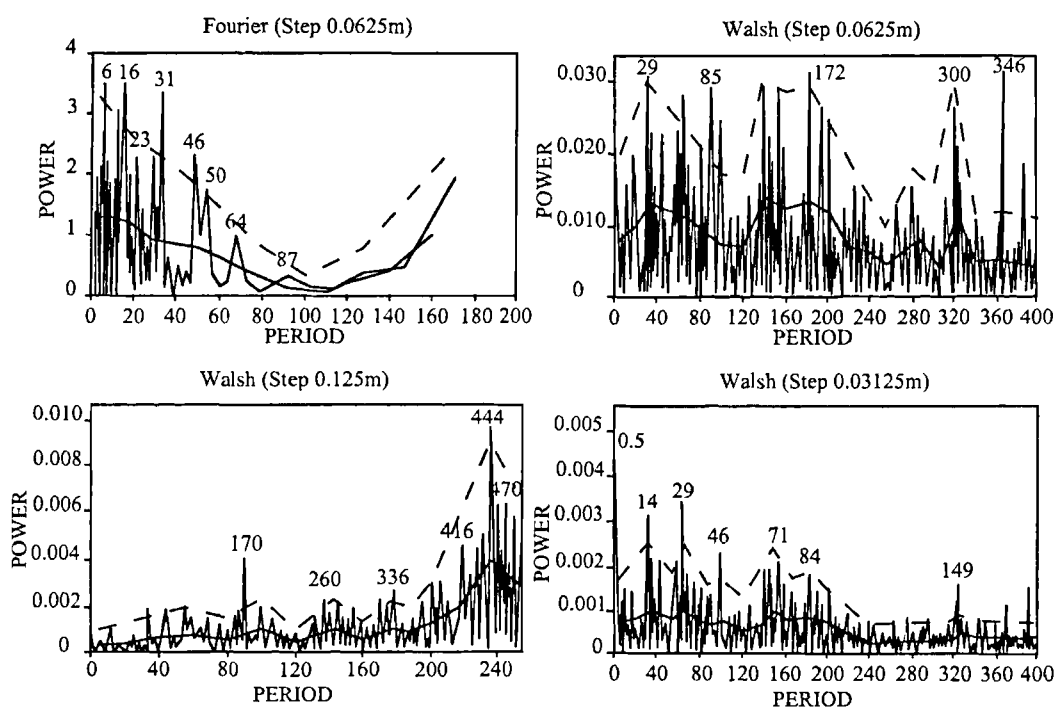 Fourier (Step 0.0625m)
4
3
2
1
0
POWER
6 16 31
23
46
50
64
87
0 20 40 60 80 100 120 140 160 180 200
PERIOD
Walsh (Step 0.0625m)
0.030
0.020
0.010
0
POWER
29 85 172 300 346
0 40 80 120 160 200 240 280 320 360 400
PERIOD
Walsh (Step 0.125m)
0.010
0.008
0.006
0.004
0.002
0
POWER
444
470
416
170
260 336
0 40 80 120 160 200 240
PERIOD
Walsh (Step 0.03125m)
0.005
0.004
0.003
0.002
0.001
0
POWER
0.5
14 29
46 71
84
149
0 40 80 120 160 200 240 280 320 360 400
PERIOD